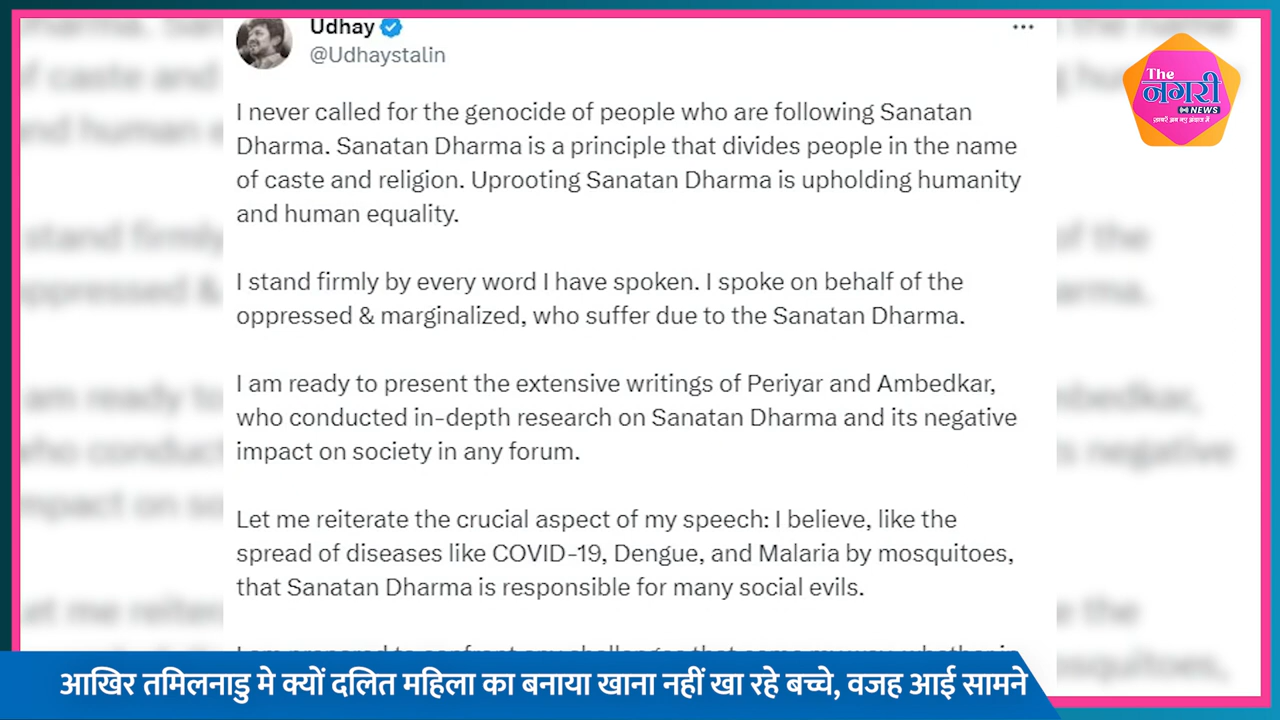 Udhay
@Udhaystalin
I never called for the genocide of people who are following Sanatan
Dharma. Sanatan Dharma is a principle that divides people in the name
of caste and religion. Uprooting Sanatan Dharma is upholding humanity
and human equality.
I stand firmly by every word I have spoken. I spoke on behalf of the
oppressed & marginalized, who suffer due to the Sanatan Dharma.
I am ready to present the extensive writings of Periyar and Ambedkar,
who conducted in-depth research on Sanatan Dharma and its negative
impact on society in any forum.
Let me reiterate the crucial aspect of my speech: I believe, like the
spread of diseases like COVID-19, Dengue, and Malaria by mosquitoes,
that Sanatan Dharma is responsible for many social evils.
The
नगरी
NEWS
आखिर तमिलनाडु मे क्यों दलित महिला का बनाया खाना नहीं खा रहे बच्चे, वजह आई सामने